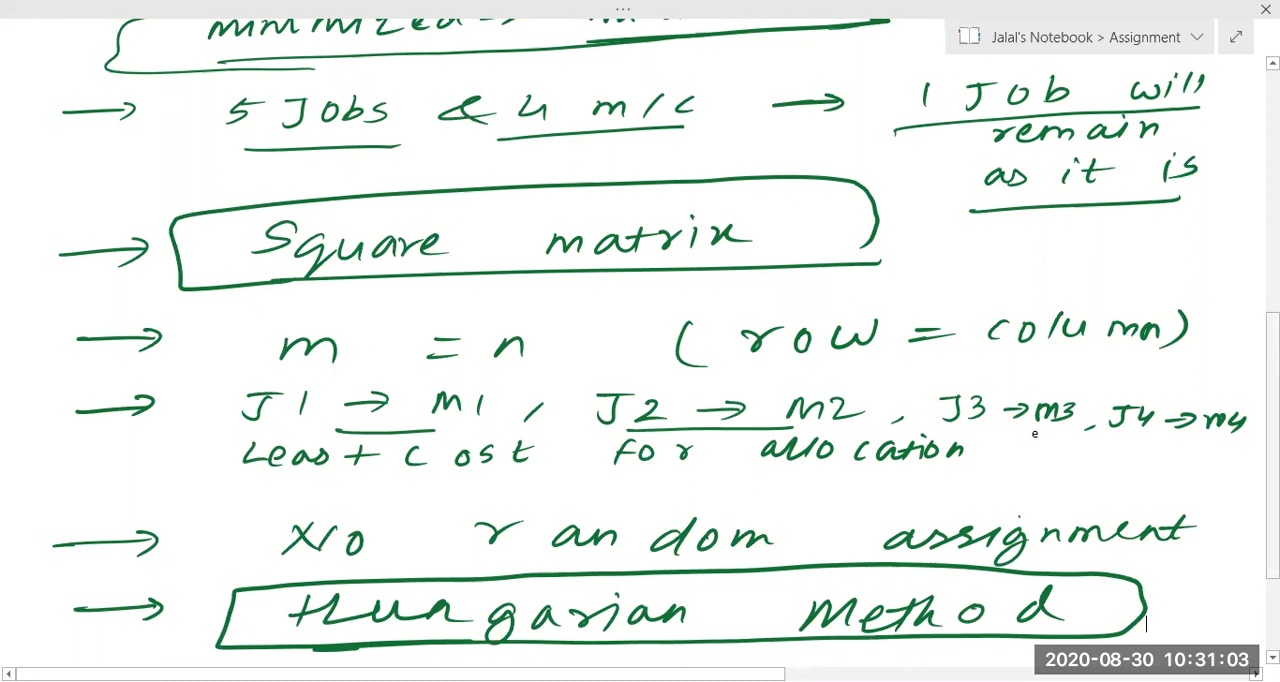 Jalal's Notebook > Assignment
minimized →
→ 5 Jobs & 4 m/c → 1 Job will
remain
as it is
→ Square matrix
→ m = n (row = column)
→ J1 → M1, J2 → M2, J3 → m3, J4 → m4
Least cost for allocation
→ No random assignment
→ Hungarian Method
2020-08-30 10:31:03